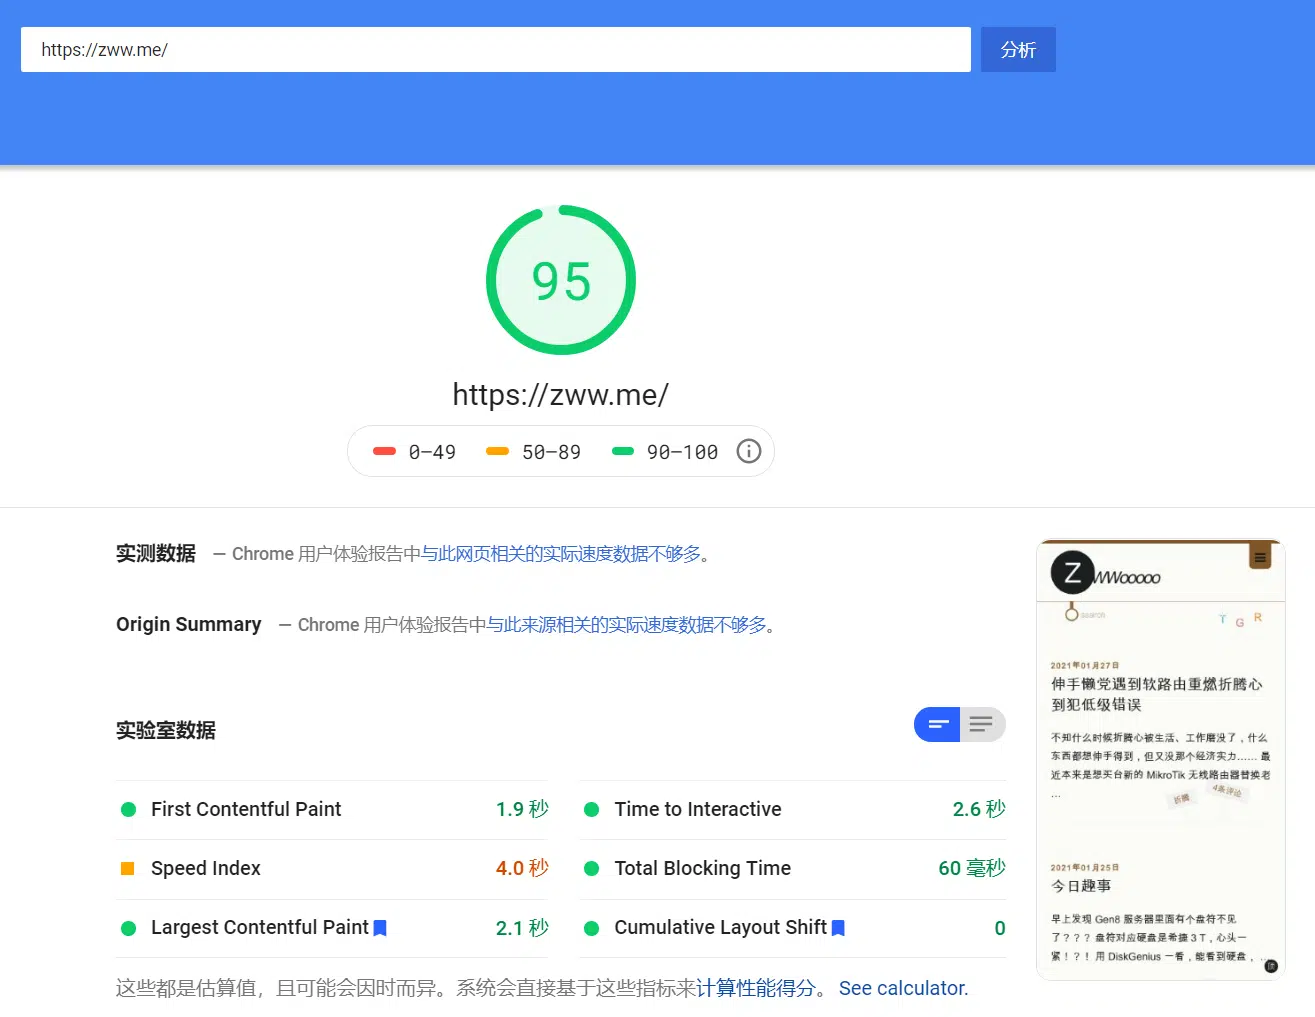 https://zww.me/
分析
95
https://zww.me/
0–49 50–89 90–100
实测数据 — Chrome 用户体验报告中与此网页相关的实际速度数据不够多。
Origin Summary — Chrome 用户体验报告中与此来源相关的实际速度数据不够多。
实验室数据
First Contentful Paint 1.9 秒
Time to Interactive 2.6 秒
Speed Index 4.0 秒
Total Blocking Time 60 毫秒
Largest Contentful Paint 2.1 秒
Cumulative Layout Shift 0
这些都是估算值，且可能会因时而异。系统会直接基于这些指标来计算性能得分。 See calculator.
Z WWooooo
search
T G R
2021年01月27日
伸手懒党遇到软路由重燃折腾心
到犯低级错误
不知什么时候折腾心被生活、工作磨没了，什么
东西都想伸手得到，但又没那个经济实力…… 最
近本来是想买台新的 MikroTik 无线路由器替换老
…
折腾 4条评论
2021年01月25日
今日趣事
早上发现 Gen8 服务器里面有个盘符不见
了？？？ 盘符对应硬盘是希捷 3 T，心头一
紧！？！ 用 DiskGenius 一看，能看到硬盘，…